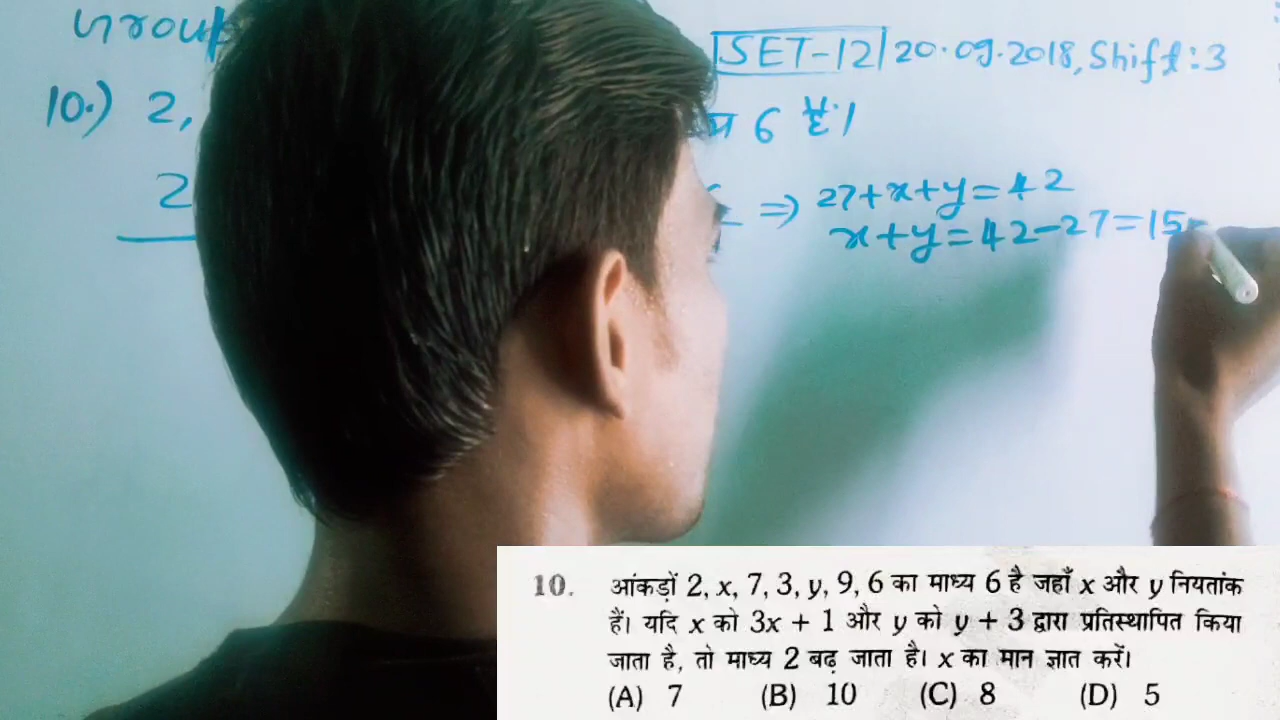 Group
SET-12 20.09.2018, Shift:3
10.) 2, 6 है।
2 => 27+x+y=42
x+y=42-27=15
10. आंकड़ों 2, x, 7, 3, y, 9, 6 का माध्य 6 है जहाँ x और y नियतांक
हैं। यदि x को 3x + 1 और y को y + 3 द्वारा प्रतिस्थापित किया
जाता है, तो माध्य 2 बढ़ जाता है। x का मान ज्ञात करें।
(A) 7 (B) 10 (C) 8 (D) 5